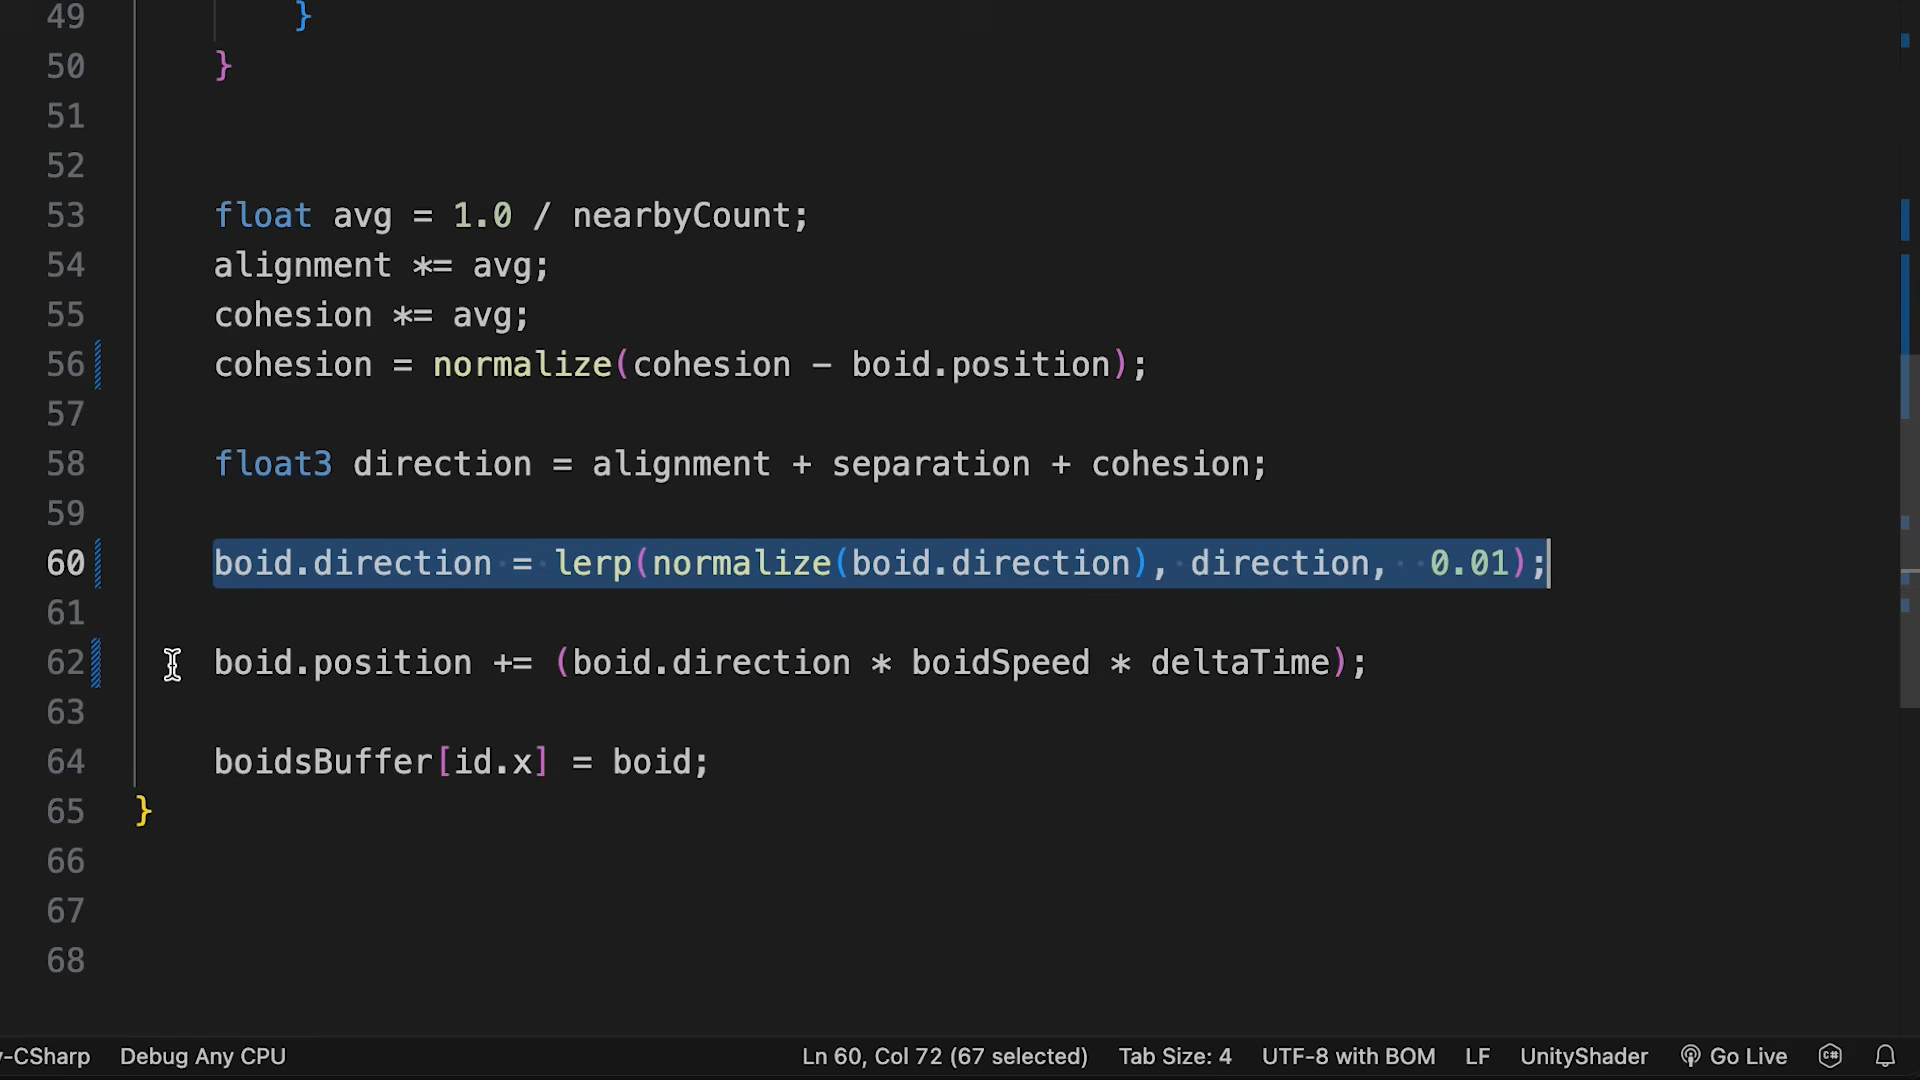 49 }
50 }
51
52
53 float avg = 1.0 / nearbyCount;
54 alignment *= avg;
55 cohesion *= avg;
56 cohesion = normalize(cohesion - boid.position);
57
58 float3 direction = alignment + separation + cohesion;
59
60 boid.direction = lerp(normalize(boid.direction), direction,  0.01);
61
62 boid.position += (boid.direction * boidSpeed * deltaTime);
63
64 boidsBuffer[id.x] = boid;
65 }
66
67
68
-CSharp Debug Any CPU Ln 60, Col 72 (67 selected) Tab Size: 4 UTF-8 with BOM LF UnityShader Go Live